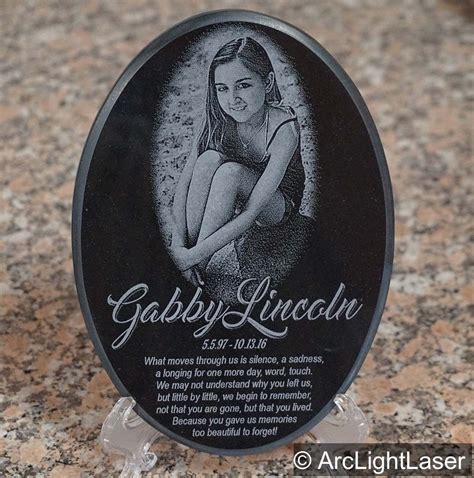 Gabby Lincoln
5.5.97 - 10.13.16
What moves through us is silence, a sadness,
a longing for one more day, word, touch.
We may not understand why you left us,
but little by little, we begin to remember,
not that you are gone, but that you lived.
Because you gave us memories
too beautiful to forget!
© ArcLightLaser